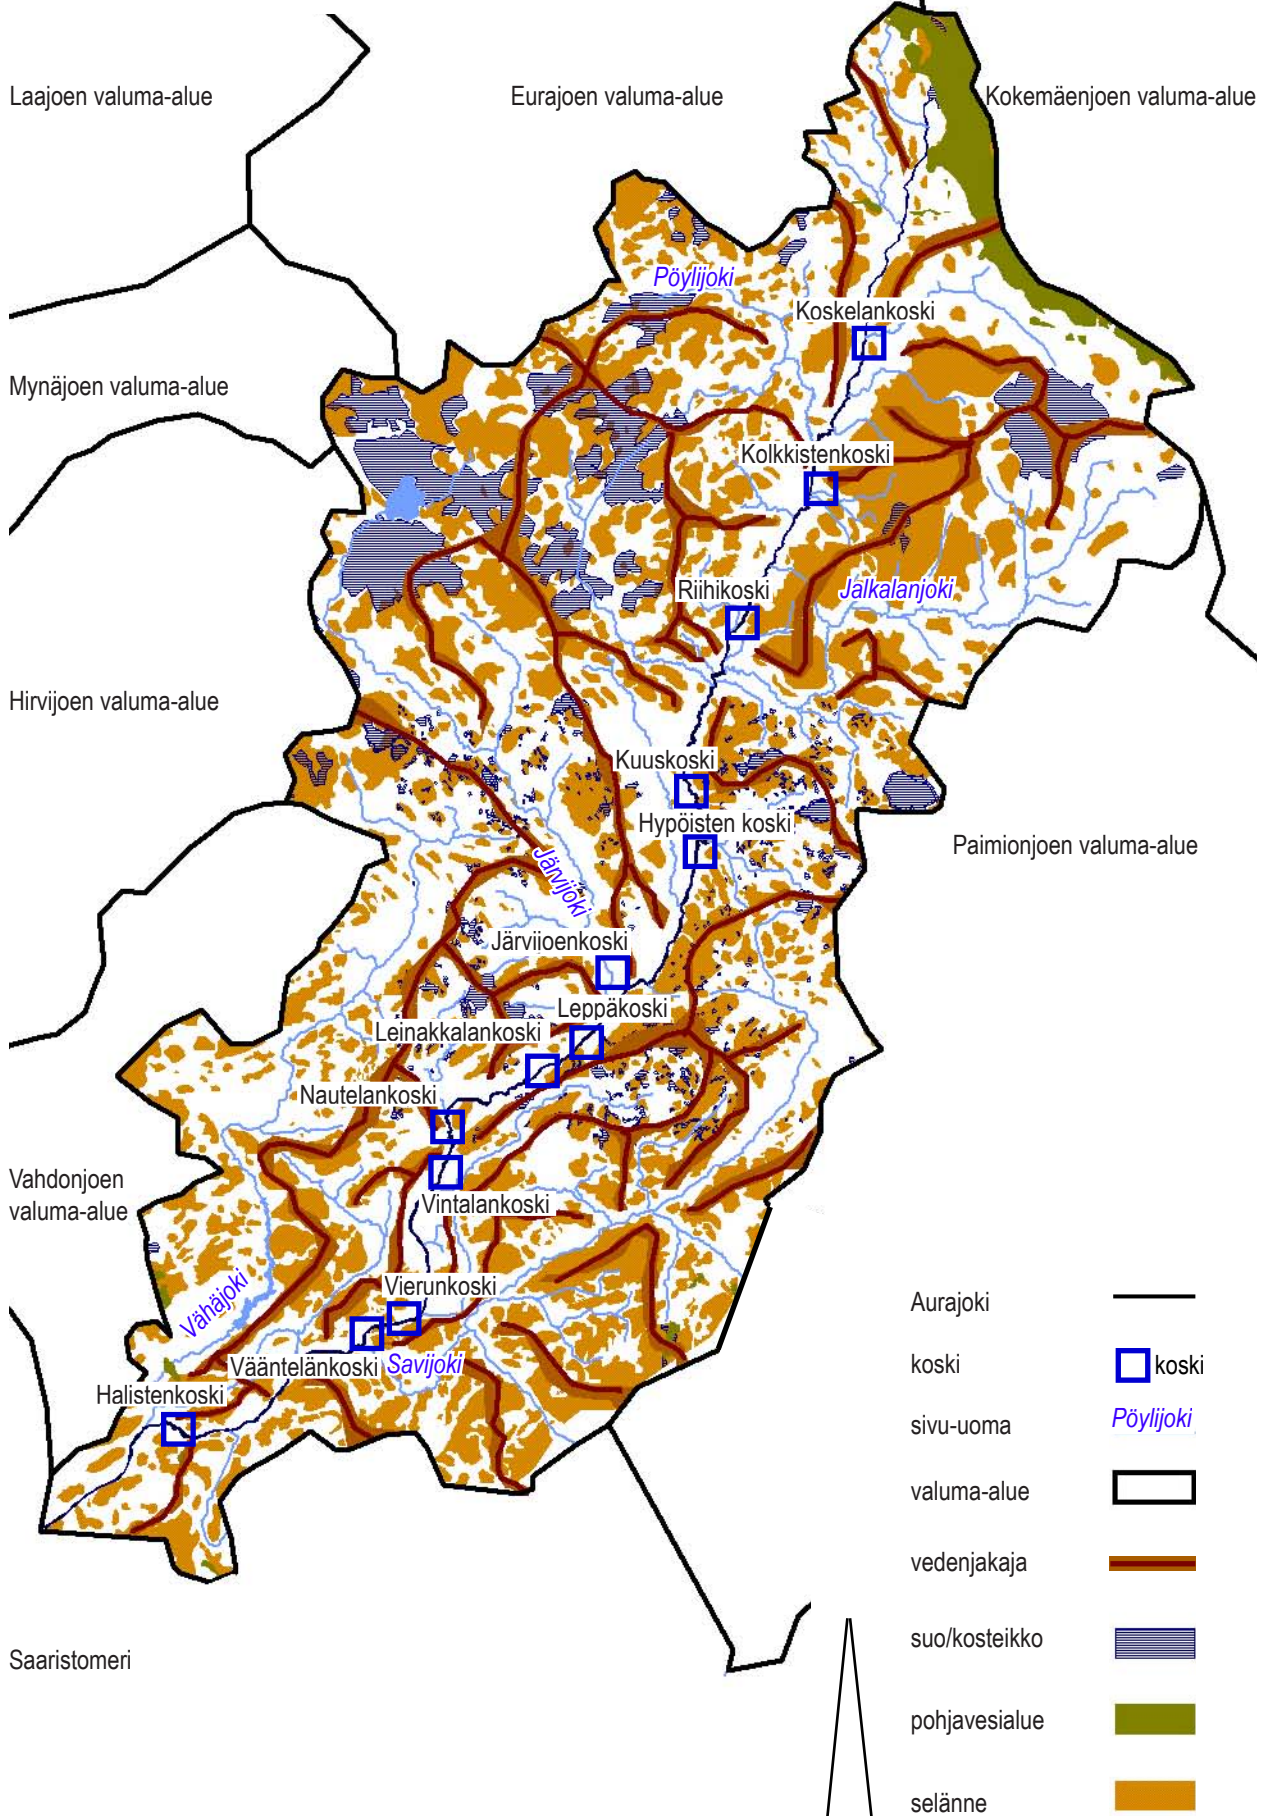 Laajoen valuma-alue
Eurajoen valuma-alue
Kokemäenjoen valuma-alue
Pöylijoki
Koskelankoski
Mynäjoen valuma-alue
Kolkkistenkoski
Riihikoski
Jalkalanjoki
Hirvijoen valuma-alue
Kuuskoski
Hypöisten koski
Paimionjoen valuma-alue
Järvijoki
Järviioenkoski
Leppäkoski
Leinakkalankoski
Nautelankoski
Vahdonjoen
valuma-alue
Vintalankoski
Vähäjoki
Vierunkoski
Vääntelänkoski
Savijoki
Halistenkoski
Saaristomeri
Aurajoki
koski
koski
sivu-uoma
Pöylijoki
valuma-alue
vedenjakaja
suo/kosteikko
pohjavesialue
selänne